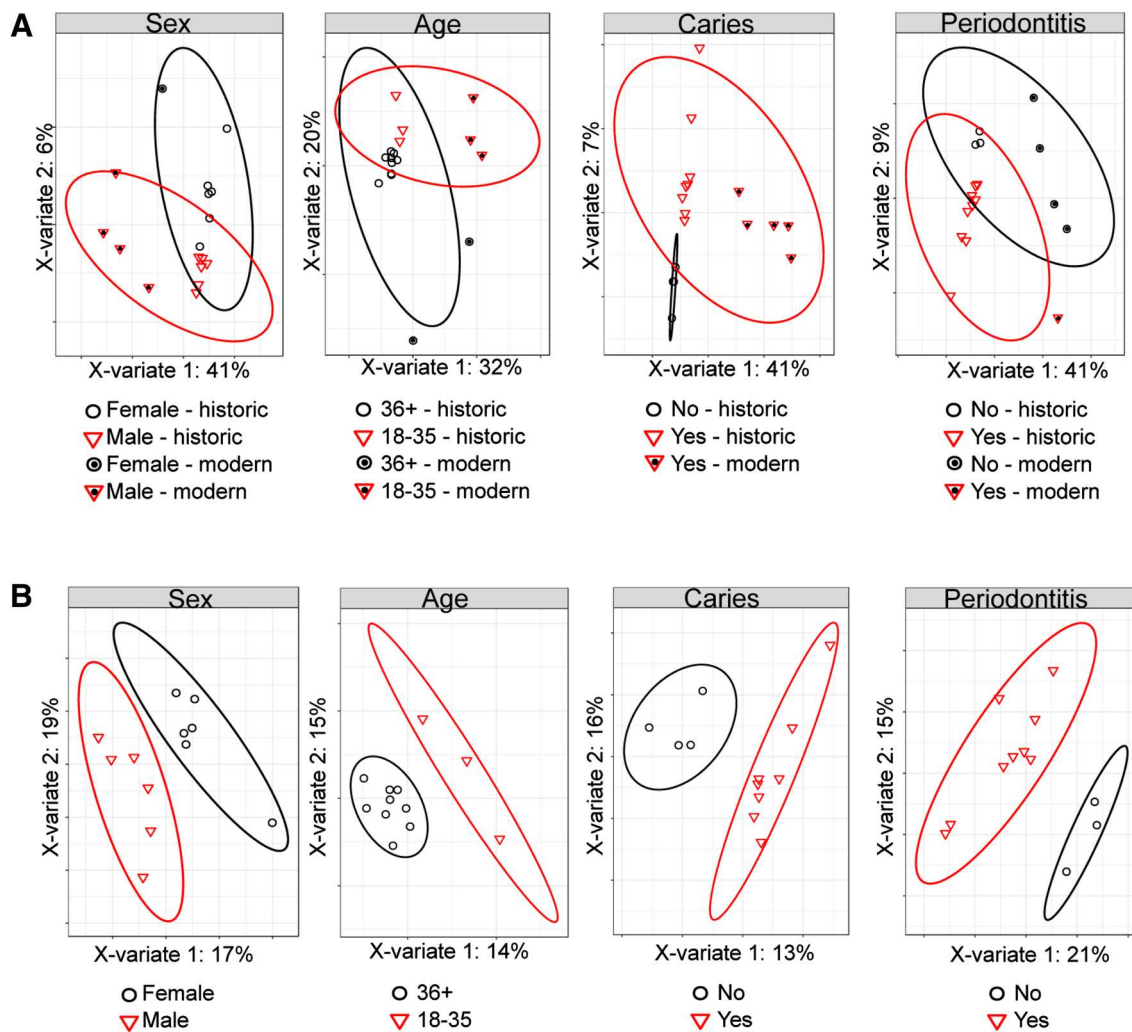 A
Sex
Age
Caries
Periodontitis
X-variate 2: 6%
X-variate 2: 20%
X-variate 2: 7%
X-variate 2: 9%
X-variate 1: 41%
X-variate 1: 32%
X-variate 1: 41%
X-variate 1: 41%
Female - historic
Male - historic
Female - modern
Male - modern
36+ - historic
18-35 - historic
36+ - modern
18-35 - modern
No - historic
Yes - historic
Yes - modern
No - historic
Yes - historic
No - modern
Yes - modern
B
Sex
Age
Caries
Periodontitis
X-variate 2: 19%
X-variate 2: 15%
X-variate 2: 16%
X-variate 2: 15%
X-variate 1: 17%
X-variate 1: 14%
X-variate 1: 13%
X-variate 1: 21%
Female
Male
36+
18-35
No
Yes
No
Yes